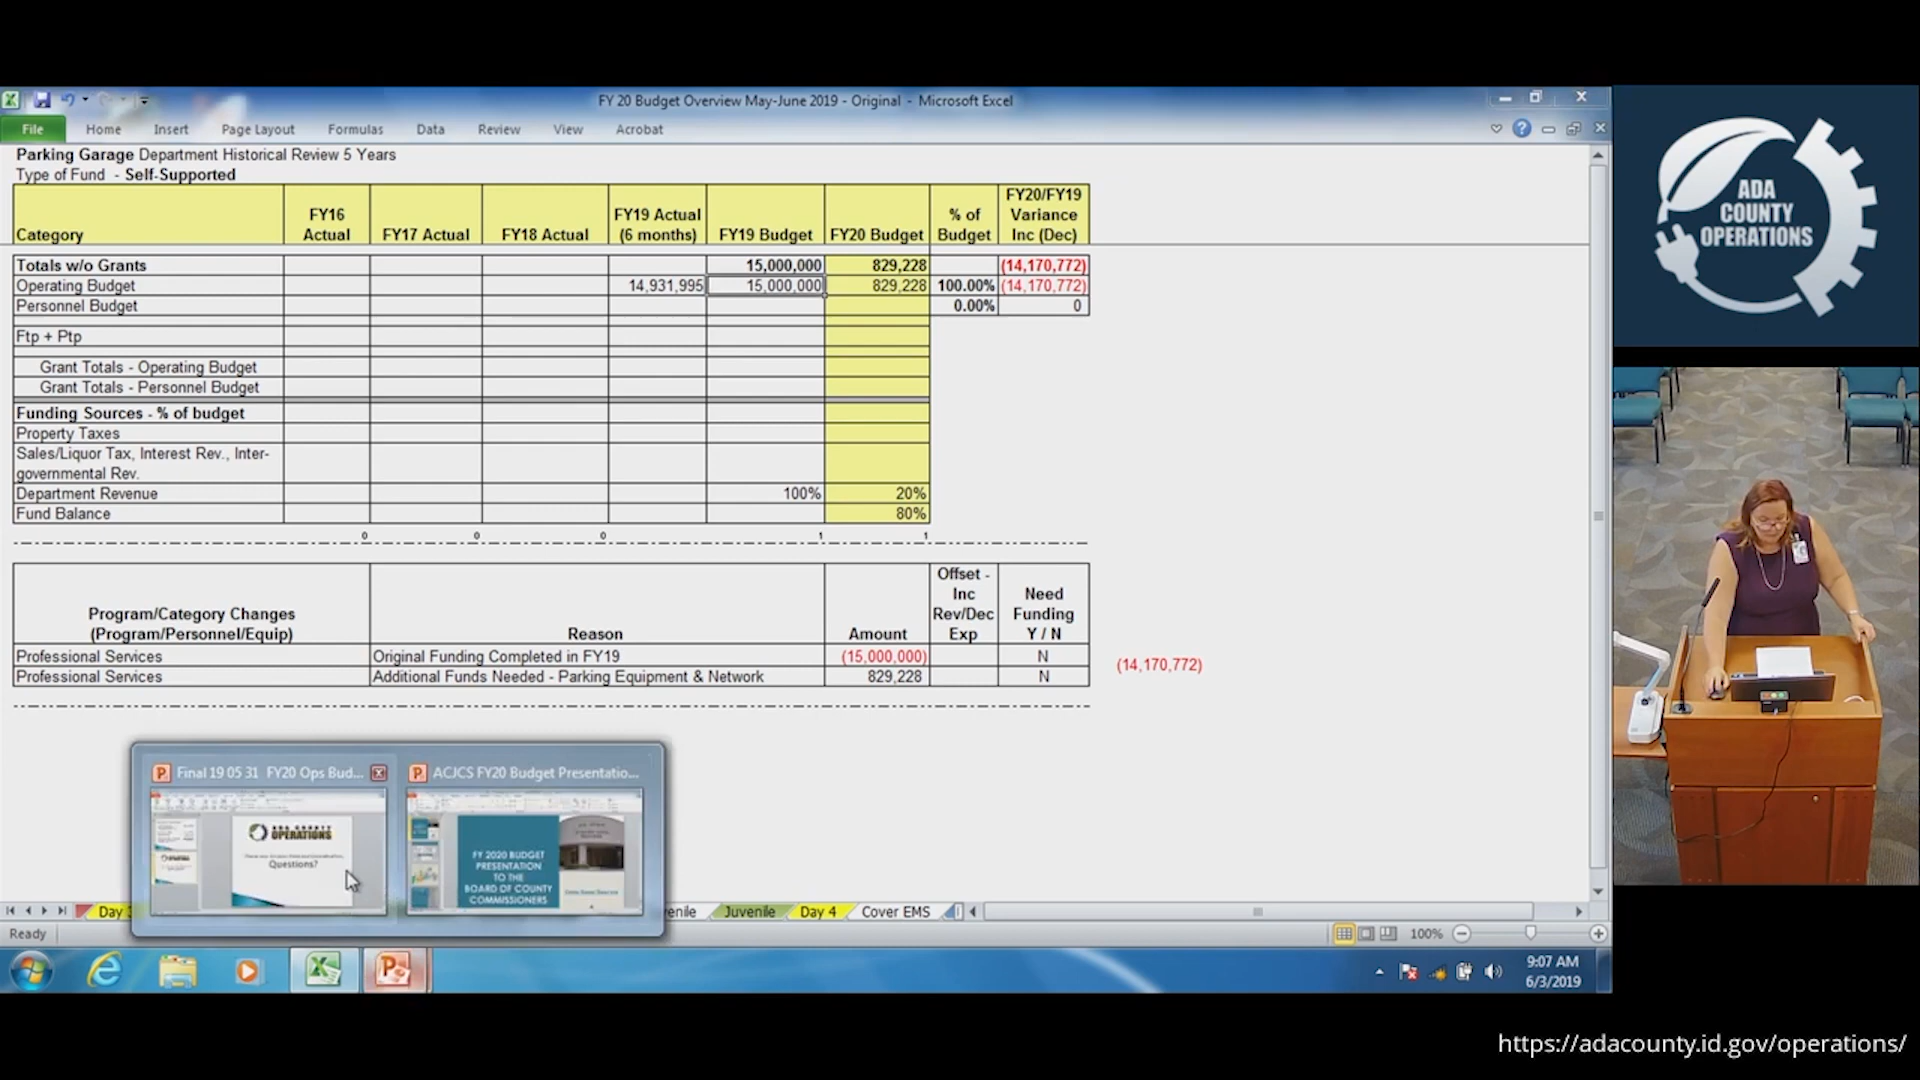 FY 20 Budget Overview May-June 2019 - Original - Microsoft Excel
File Home Insert Page Layout Formulas Data Review View Acrobat
Parking Garage Department Historical Review 5 Years
Type of Fund - Self-Supported
Category FY16 Actual FY17 Actual FY18 Actual FY19 Actual (6 months) FY19 Budget FY20 Budget % of Budget FY20/FY19 Variance Inc (Dec)
Totals w/o Grants 15,000,000 829,228 (14,170,772)
Operating Budget 14,931,995 15,000,000 829,228 100.00% (14,170,772)
Personnel Budget 0.00% 0
Ftp + Ptp
Grant Totals - Operating Budget
Grant Totals - Personnel Budget
Funding Sources - % of budget
Property Taxes
Sales/Liquor Tax, Interest Rev., Inter-
governmental Rev.
Department Revenue 100% 20%
Fund Balance 80%
0 0 0 1 1
Program/Category Changes (Program/Personnel/Equip) Reason Amount Offset - Inc Rev/Dec Exp Need Funding Y / N
Professional Services Original Funding Completed in FY19 (15,000,000) N
(14,170,772)
Professional Services Additional Funds Needed - Parking Equipment & Network 829,228 N
Final 19 05 31 FY20 Ops Bud... ACJCS FY20 Budget Presentatio...
ADA COUNTY
OPERATIONS
Questions?
FY 2020 BUDGET
PRESENTATION
TO THE
BOARD OF COUNTY
COMMISSIONERS
Day enile Juvenile Day 4 Cover EMS
Ready 100%
9:07 AM
6/3/2019
ADA
COUNTY
OPERATIONS
https://adacounty.id.gov/operations/